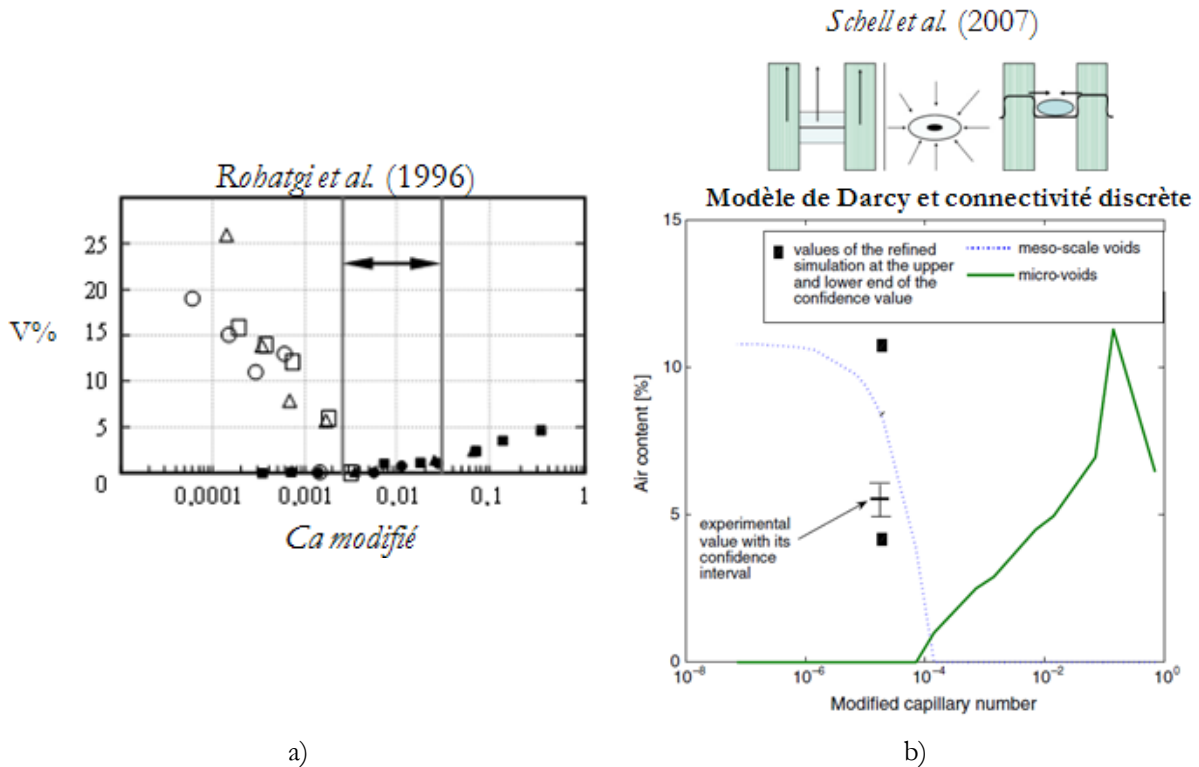 Schell et al. (2007)
Rohatgi et al. (1996)
25
20
V%
15
10
5
0
0.0001
0.001
0.01
0.1
1
Ca modifié
a)
Modèle de Darcy et connectivité discrète
15
values of the refined
simulation at the upper
and lower end of the
confidence value
meso-scale voids
micro-voids
10
Air content [%]
experimental
value with its
confidence
interval
5
0
10⁻⁸
10⁻⁶
10⁻⁴
10⁻²
10⁰
Modified capillary number
b)